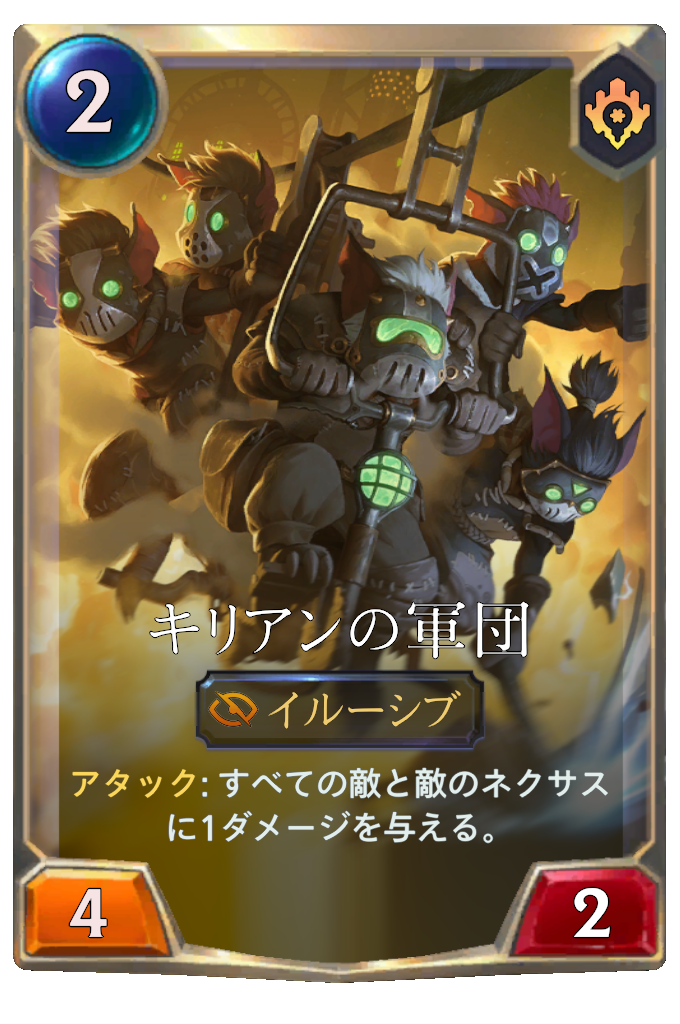 2
キリアンの軍団
イルーシブ
アタック: すべての敵と敵のネクサス
に1ダメージを与える。
4
2